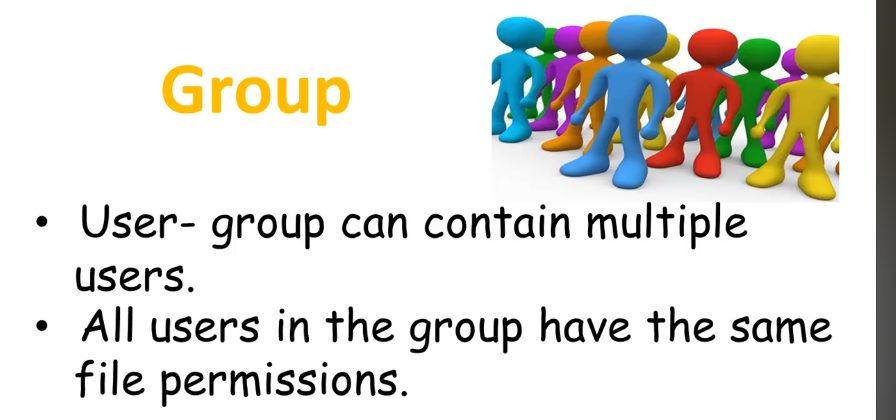 Group
• User- group can contain multiple
users.
• All users in the group have the same
file permissions.